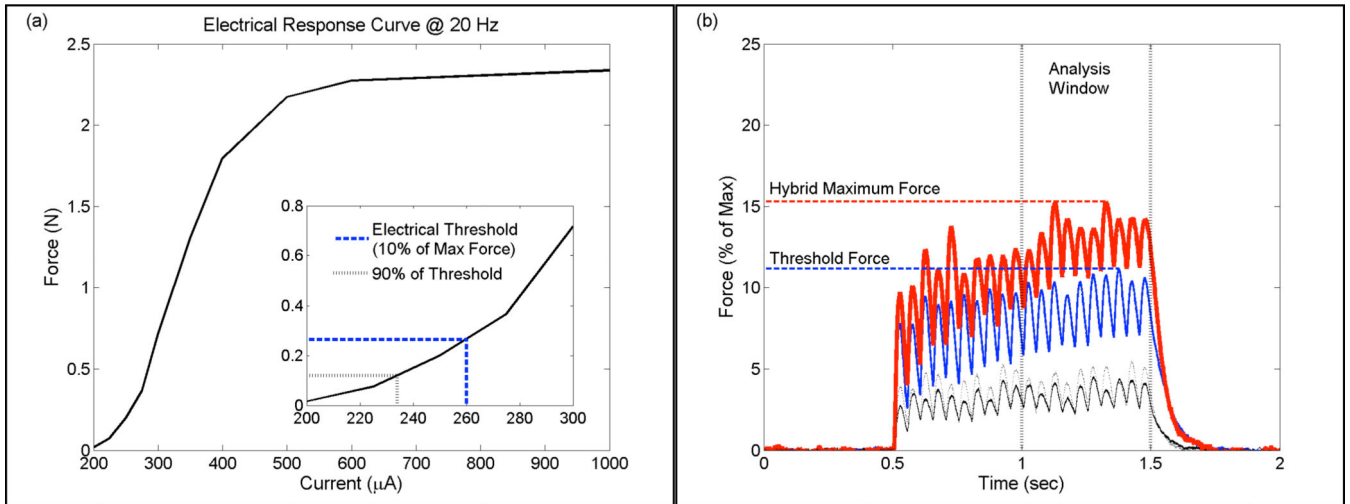 (a)
Electrical Response Curve @ 20 Hz
2.5
2
1.5
1
0.5
0
Force (N)
200 300 400 500 600 700 800 900 1000
Current (μA)
0.8
0.6
0.4
0.2
0
200 220 240 260 280 300
Electrical Threshold
(10% of Max Force)
90% of Threshold
(b)
25
20
15
10
5
0
Force (% of Max)
0 0.5 1 1.5 2
Time (sec)
Analysis
Window
Hybrid Maximum Force
Threshold Force